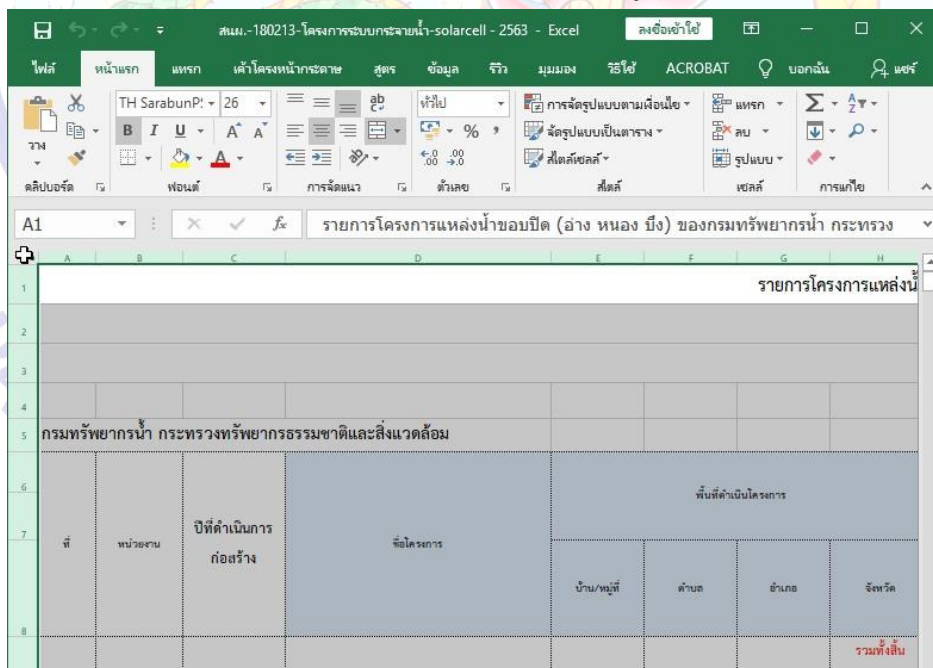 สนผ.-180213-โครงการระบบกระจายน้ำ-solarcell - 2563 - Excel
ลงชื่อเข้าใช้
ไฟล์ หน้าแรก แทรก เค้าโครงหน้ากระดาษ สูตร ข้อมูล รีวิว มุมมอง วิธีใช้ ACROBAT บอกฉัน แชร์
TH SarabunPS 26 ทั่วไป การจัดรูปแบบตามเงื่อนไข แทรก
B I U A A % จัดรูปแบบเป็นตาราง ลบ
วาง A สไตล์เซลล์ รูปแบบ
คลิปบอร์ด ฟอนต์ การจัดแนว ตัวเลข สไตล์ เซลล์ การแก้ไข
A1 fx รายการโครงการแหล่งน้ำขอบปิด (อ่าง หนอง บึง) ของกรมทรัพยากรน้ำ กระทรวง
A B C D E F G H
1 รายการโครงการแหล่งน้ำ
2
3
4
5 กรมทรัพยากรน้ำ กระทรวงทรัพยากรธรรมชาติและสิ่งแวดล้อม
6 พื้นที่ดำเนินโครงการ
7 ที่ หน่วยงาน ปีที่ดำเนินการ ชื่อโครงการ
ก่อสร้าง
บ้าน/หมู่ที่ ตำบล อำเภอ จังหวัด
8
รวมทั้งสิ้น